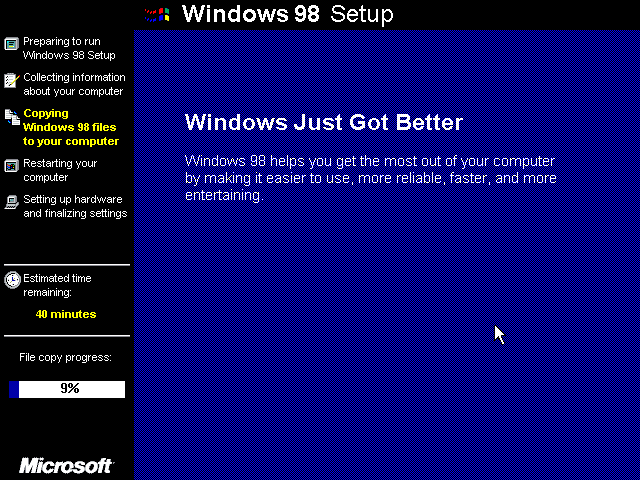 Windows 98 Setup
Preparing to run
Windows 98 Setup
Collecting information
about your computer
Copying
Windows 98 files
to your computer
Restarting your
computer
Setting up hardware
and finalizing settings
Estimated time
remaining:
40 minutes
File copy progress:
9%
Microsoft
Windows Just Got Better
Windows 98 helps you get the most out of your computer
by making it easier to use, more reliable, faster, and more
entertaining.